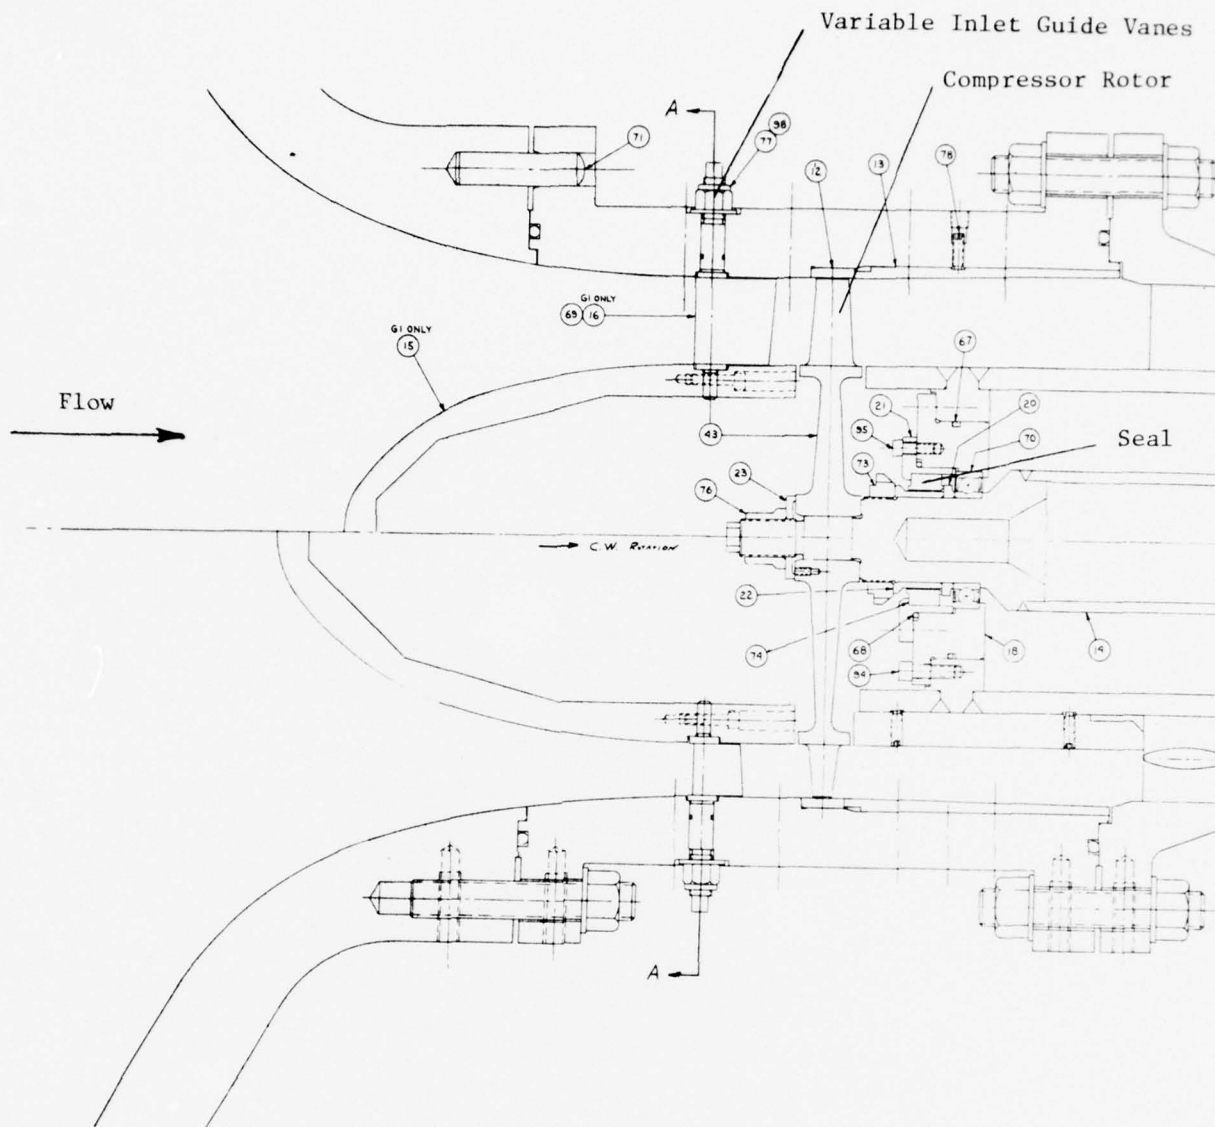 Variable Inlet Guide Vanes
Compressor Rotor
A
98
77
71
12
13
78
GI ONLY
69 16
GI ONLY
15
67
Flow
21
20
95
70
Seal
43
73
23
76
C.W. ROTATION
22
74
68
18
14
94
A